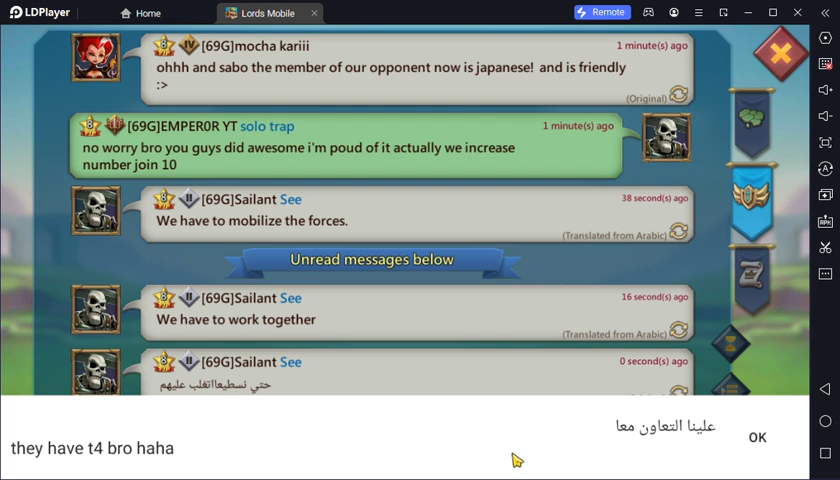 LDPlayer
Home
Lords Mobile
Remote
IV [69G]mocha kariii
1 minute(s) ago
ohhh and sabo the member of our opponent now is japanese! and is friendly
:>
(Original)
[69G]EMPER0R YT solo trap
1 minute(s) ago
no worry bro you guys did awesome i'm poud of it actually we increase
number join 10
II [69G]Sailant See
38 second(s) ago
We have to mobilize the forces.
(Translated from Arabic)
Unread messages below
II [69G]Sailant See
16 second(s) ago
We have to work together
(Translated from Arabic)
II [69G]Sailant See
0 second(s) ago
حتي نسطيعااتغلب عليهم
علينا التعاون معا
OK
they have t4 bro haha